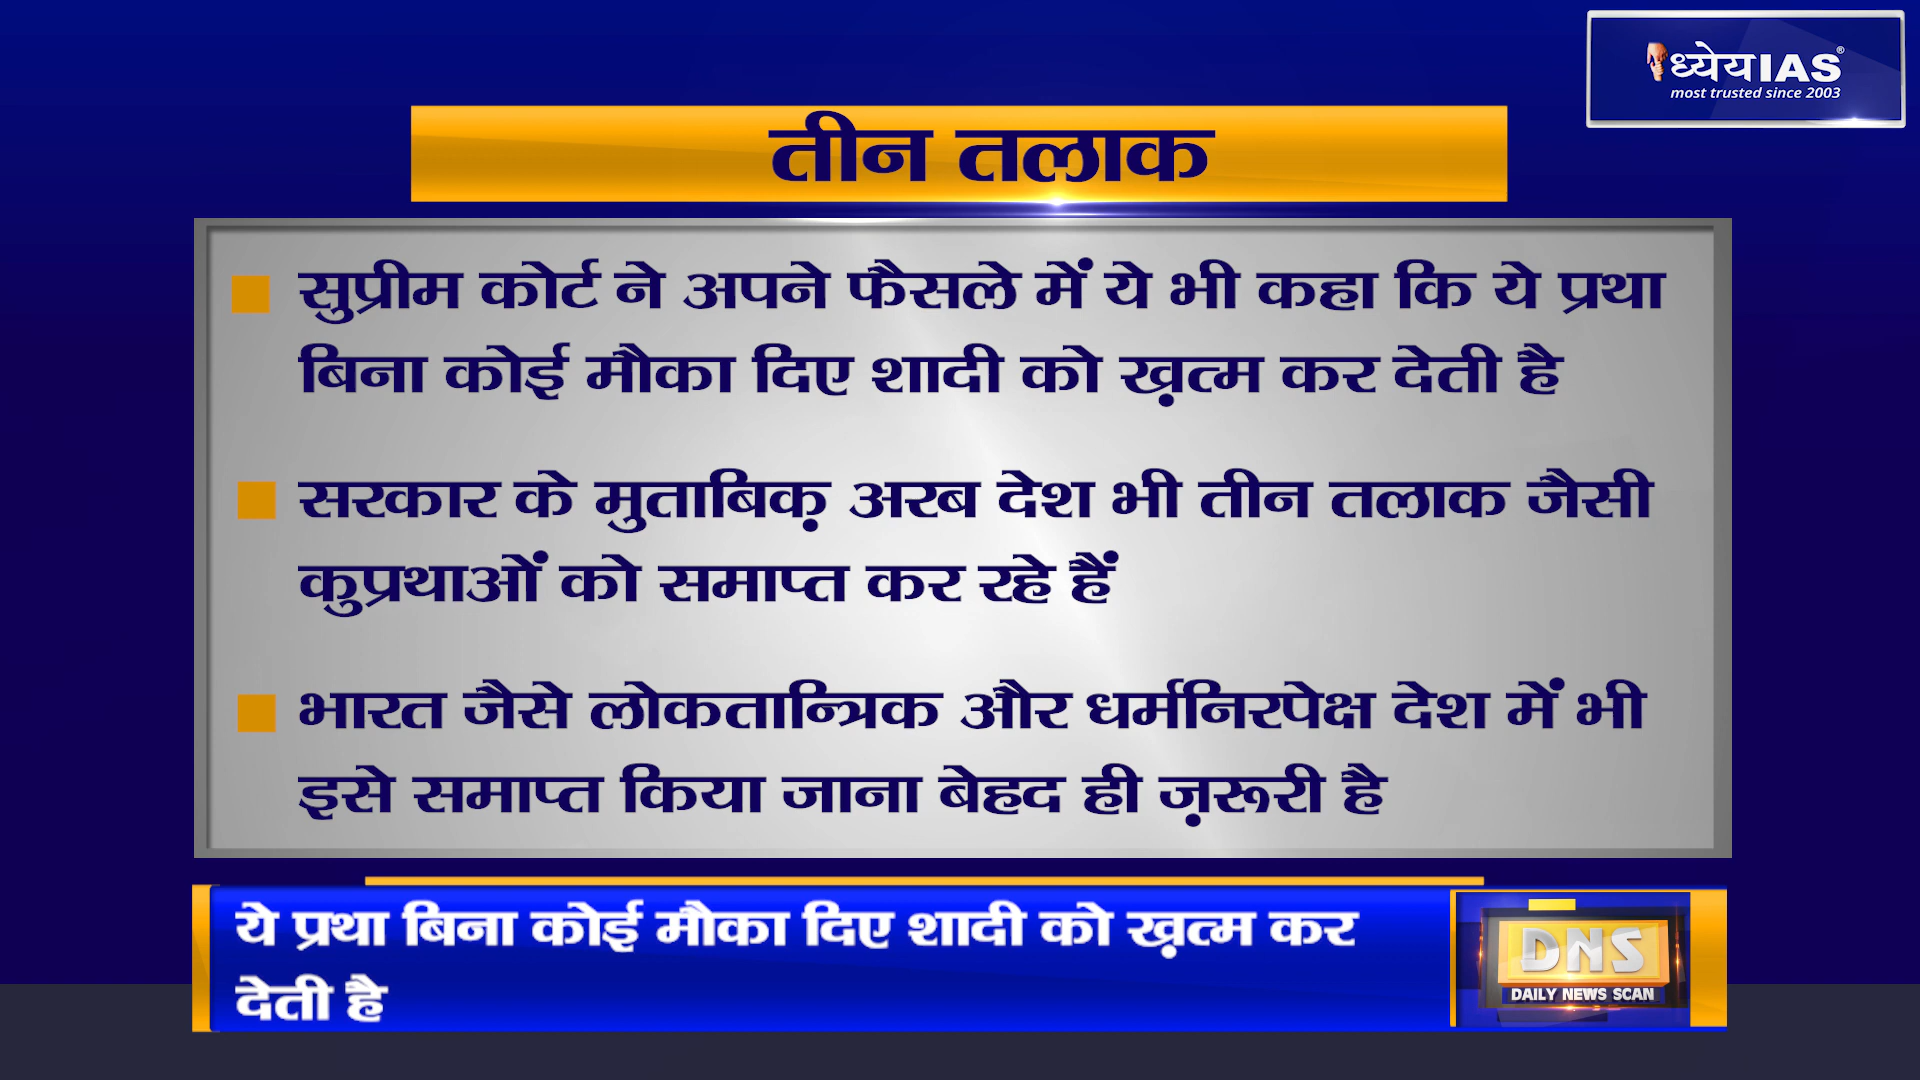 ध्येय IAS®
most trusted since 2003
तीन तलाक
सुप्रीम कोर्ट ने अपने फैसले में ये भी कहा कि ये प्रथा
बिना कोई मौका दिए शादी को ख़त्म कर देती है
सरकार के मुताबिक़ अरब देश भी तीन तलाक जैसी
कुप्रथाओं को समाप्त कर रहे हैं
भारत जैसे लोकतान्त्रिक और धर्मनिरपेक्ष देश में भी
इसे समाप्त किया जाना बेहद ही ज़रूरी है
ये प्रथा बिना कोई मौका दिए शादी को ख़त्म कर
देती है
DNS
DAILY NEWS SCAN